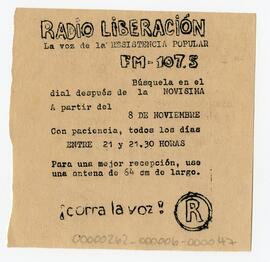 RADIO LIBERACIÓN
La voz de la RESISTENCIA POPULAR
FM-107.5
Búsquela en el
dial después de la NOVISIMA
A partir del
8 DE NOVIEMBRE
Con paciencia, todos los días
ENTRE 21 y 21.30 HORAS
Para una mejor recepción, use
una antena de 64 cm de largo.
¡corra la voz! R
00000262-000006-000047